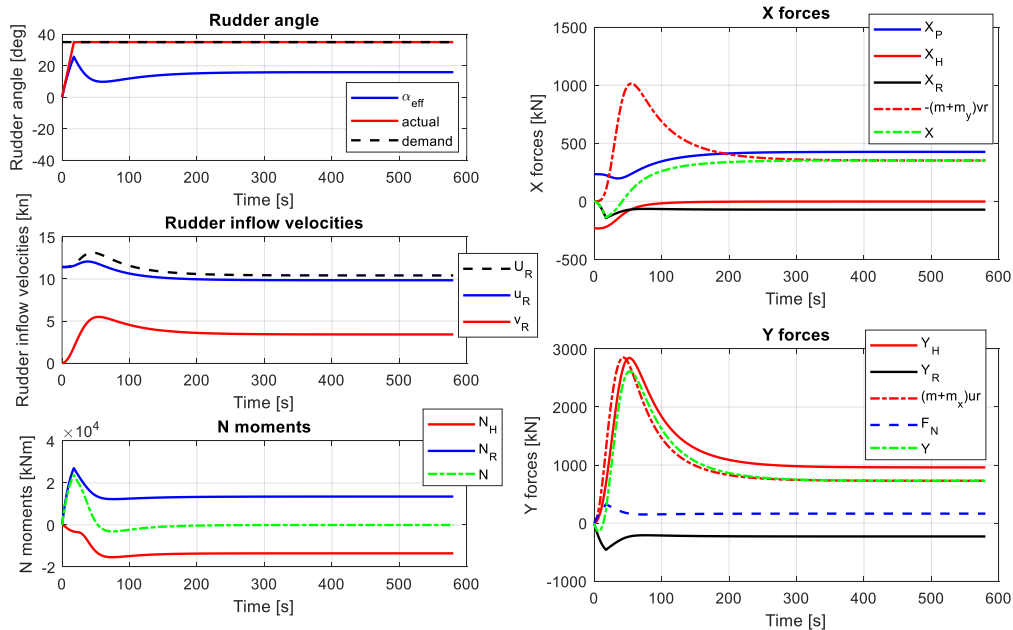 Rudder angle
Rudder angle [deg]
40
20
0
-20
-40
0 100 200 300 400 500 600
Time [s]
α_eff
actual
demand
Rudder inflow velocities
Rudder inflow velocities [kn]
15
10
5
0
0 100 200 300 400 500 600
Time [s]
U_R
u_R
v_R
N moments
×10^4
N moments [kNm]
4
2
0
-2
0 100 200 300 400 500 600
Time [s]
N_H
N_R
N
X forces
X forces [kN]
1500
1000
500
0
-500
0 100 200 300 400 500 600
Time [s]
X_P
X_H
X_R
-(m+m_y)vr
X
Y forces
Y forces [kN]
3000
2000
1000
0
-1000
0 100 200 300 400 500 600
Time [s]
Y_H
Y_R
(m+m_x)ur
F_N
Y